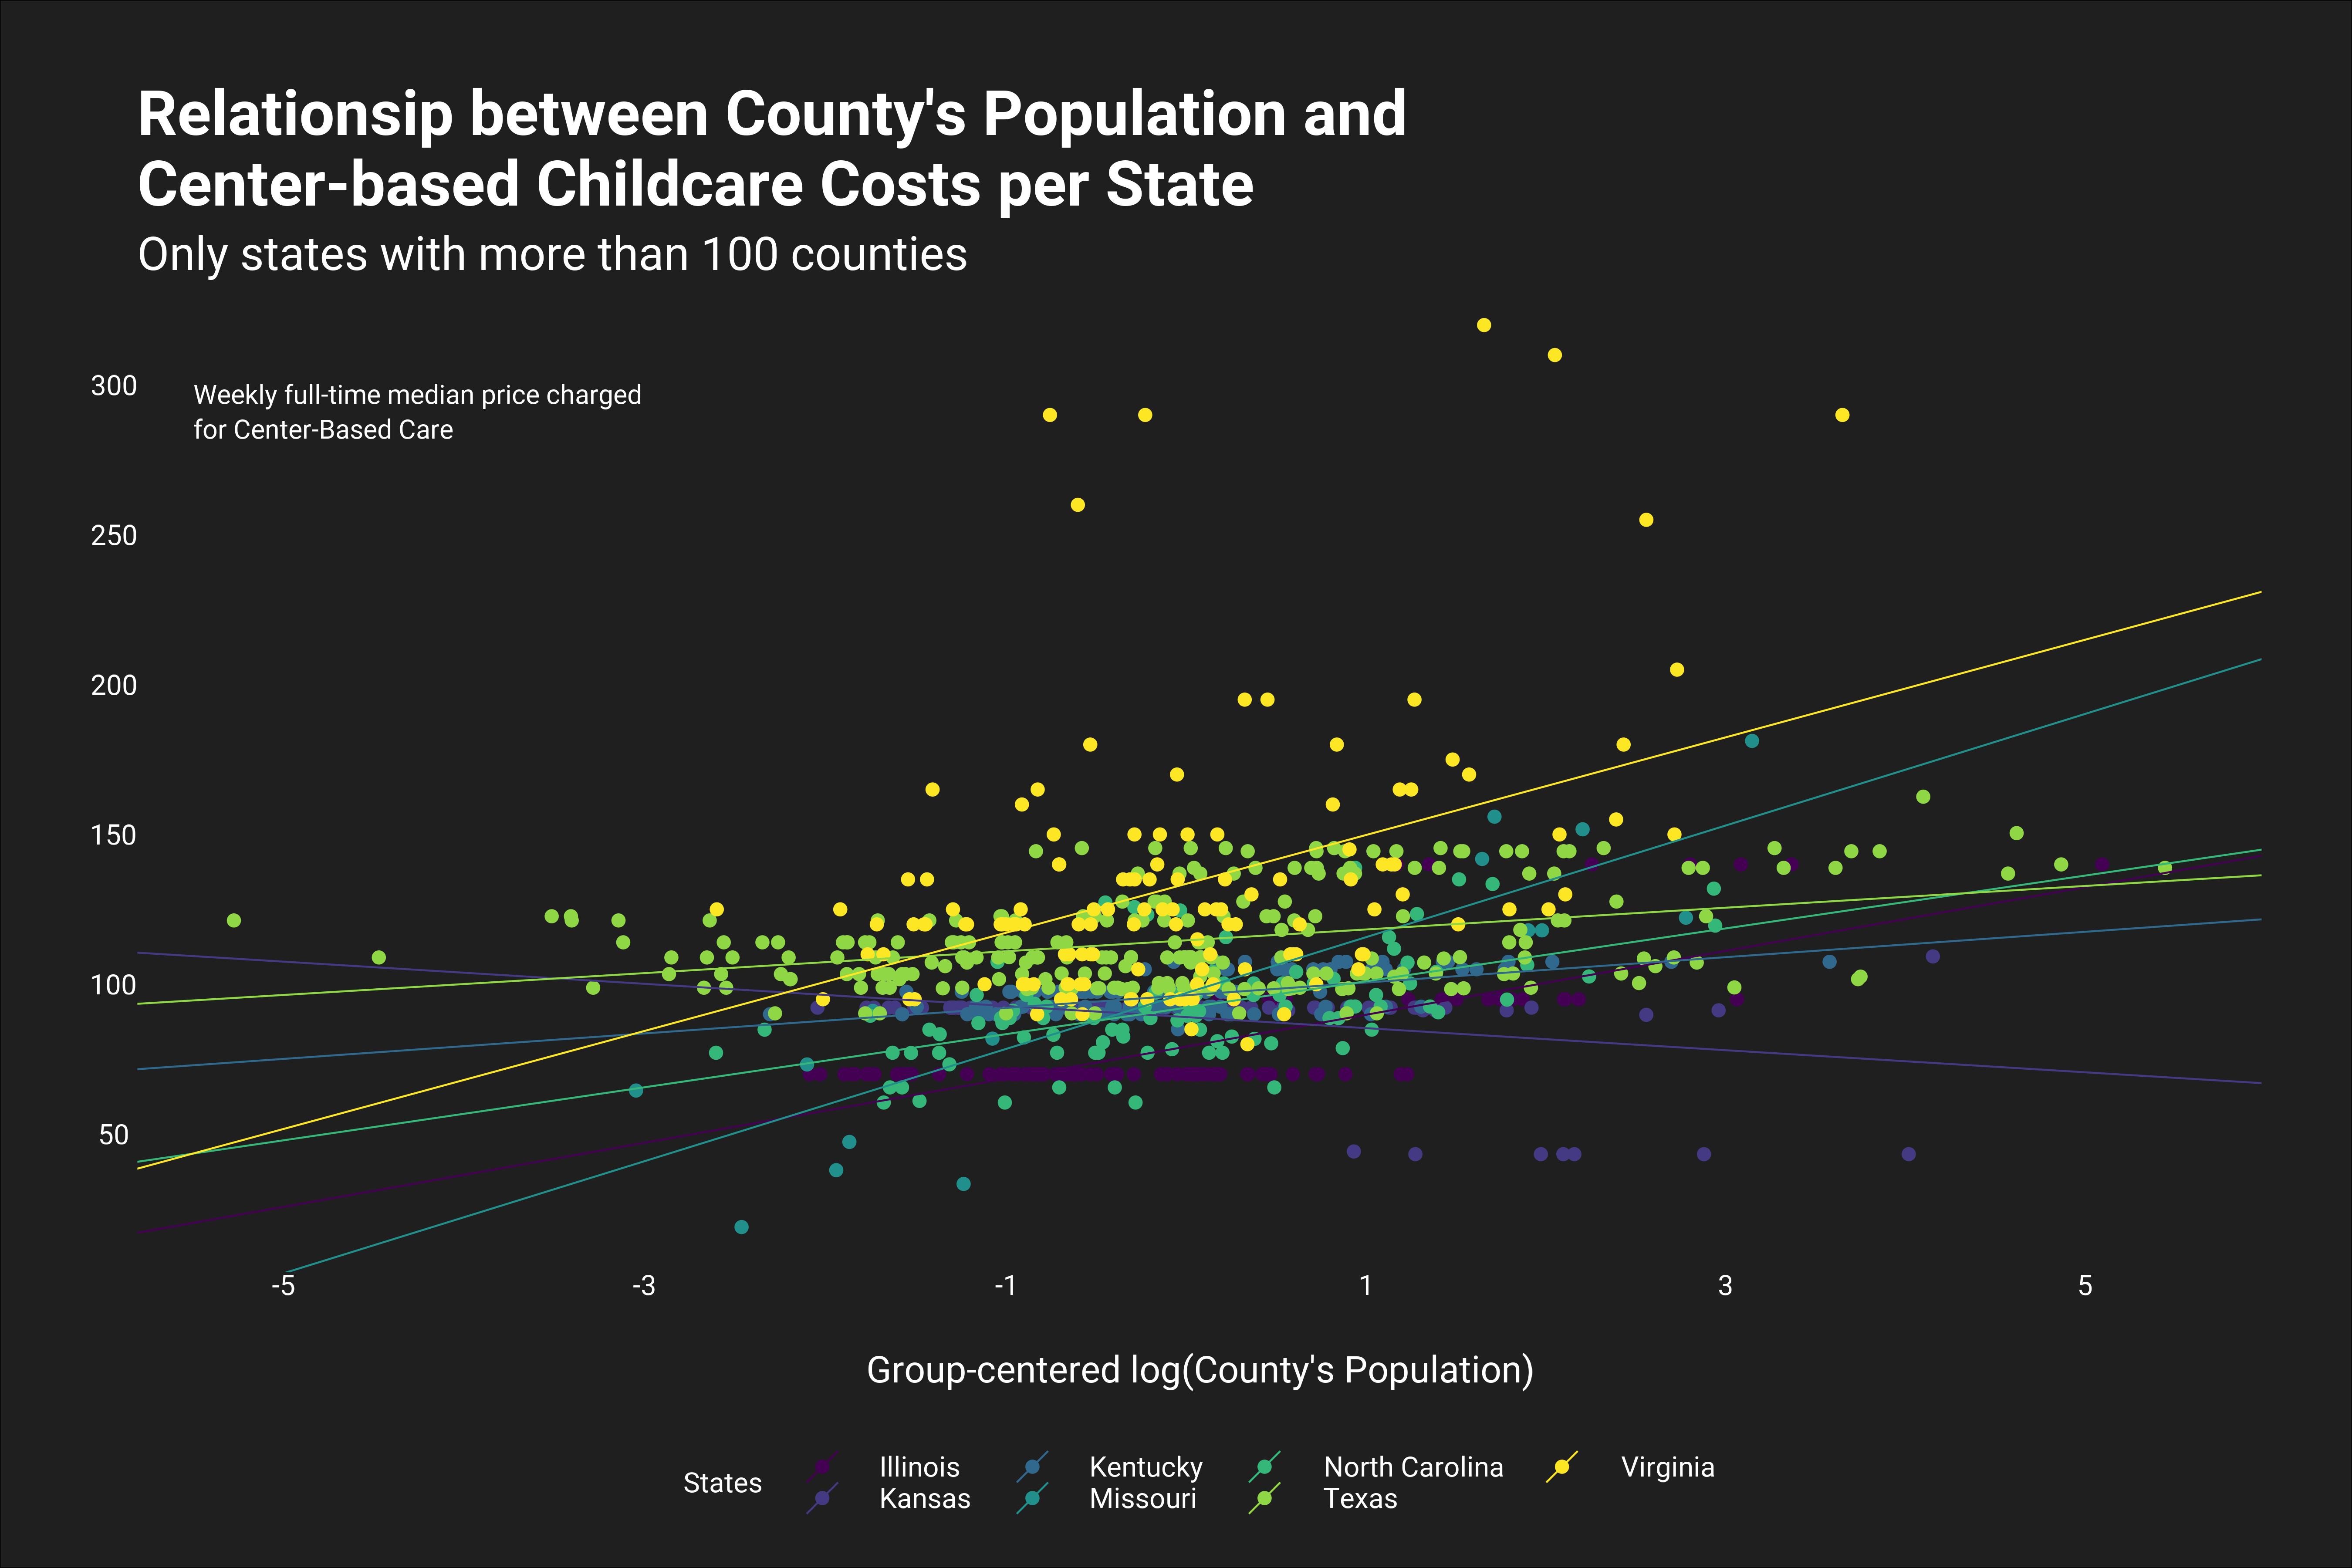 Relationsip between County's Population and
Center-based Childcare Costs per State
Only states with more than 100 counties
300
Weekly full-time median price charged
for Center-Based Care
250
200
150
100
50
-5 -3 -1 1 3 5
Group-centered log(County's Population)
States
Illinois Kentucky North Carolina Virginia
Kansas Missouri Texas